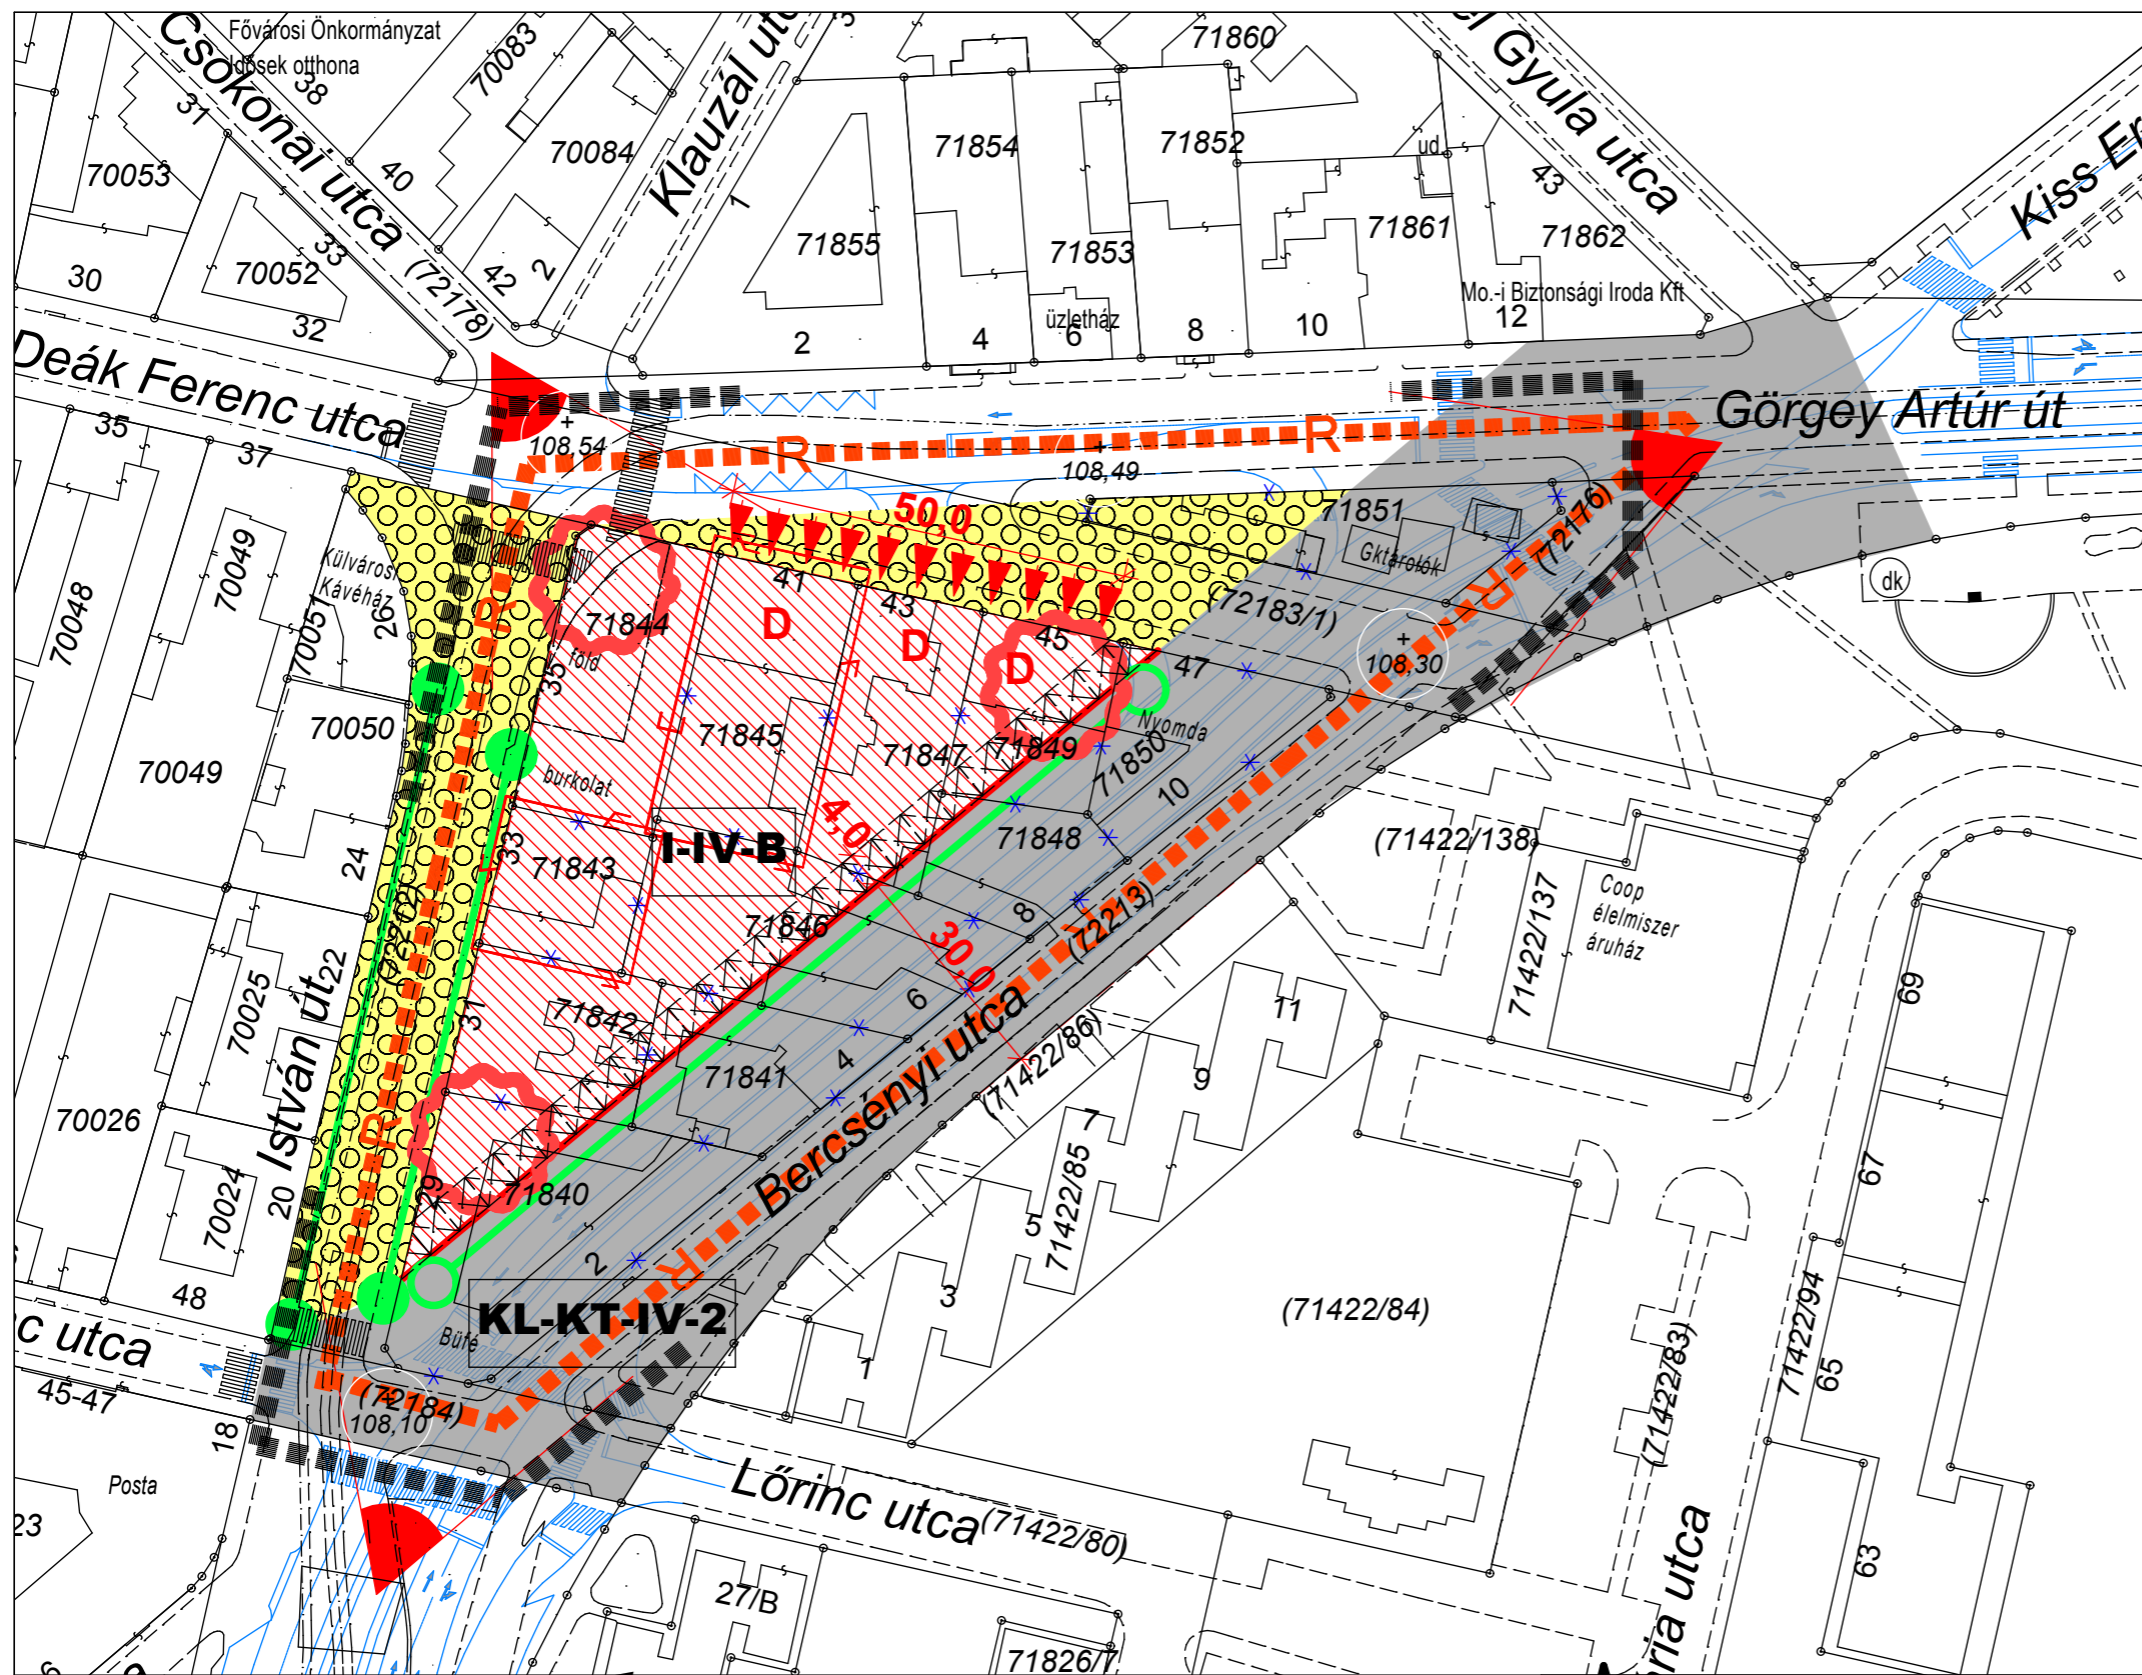 Fővárosi Önkormányzat
Idősek otthona
Csokonai utca
(72178)
Klauzál
38
31
40
33
42
2
1
70083
70084
70053
70052
30
32
71860
71854
71852
71855
71853
71861
71862
ud.
43
Gyula utca
Kiss
Mo.-i Biztonsági Iroda Kft
üzletház
2
4
6
8
10
12
Deák Ferenc utca
Görgey Artúr út
108,54
108,49
R
R
35
37
50,0
71851
Gktárolók
(72176)
R
dk
70048
70049
Külvárosi
Kávéház
70051
26
R
71844
föld
35
41
43
45
47
D
D
D
(72183/1)
108,30
70050
70049
burkolat
71845
71847
71849
71850
Nyomda
10
24
33
71843
I-IV-B
4,0
71848
(71422/138)
71422/137
Coop
élelmiszer
áruház
(72212)
71846
8
30,0
R
(72213)
22
István út
70025
31
71842
6
4
71841
Bercsényi utca
(71422/86)
11
9
7
69
70026
R
70024
20
29
71840
2
R
5
71422/85
3
1
67
48
KL-KT-IV-2
Büfé
(71422/84)
(71422/83)
71422/94
65
utca
45-47
18
(72184)
108,10
Posta
23
Lőrinc utca
(71422/80)
27/B
71826/7
utca
63